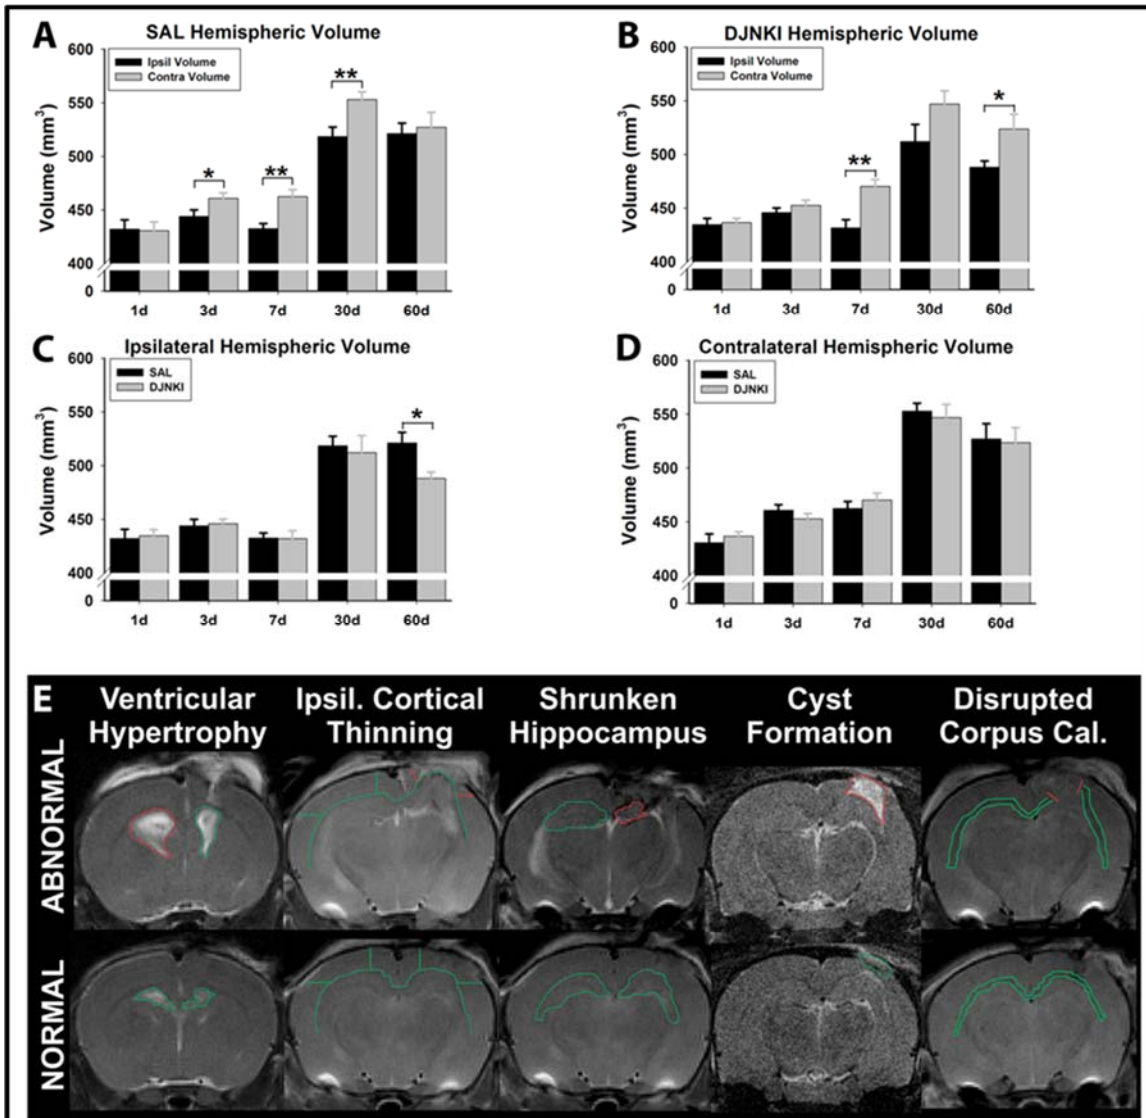 A
SAL Hemispheric Volume
Ipsil Volume
Contra Volume
Volume (mm³)
600
550
500
450
400
0
*
**
**
1d 3d 7d 30d 60d
B
DJNKI Hemispheric Volume
Ipsil Volume
Contra Volume
Volume (mm³)
600
550
500
450
400
0
**
*
1d 3d 7d 30d 60d
C
Ipsilateral Hemispheric Volume
SAL
DJNKI
Volume (mm³)
600
550
500
450
400
0
*
1d 3d 7d 30d 60d
D
Contralateral Hemispheric Volume
SAL
DJNKI
Volume (mm³)
600
550
500
450
400
0
1d 3d 7d 30d 60d
E
Ventricular
Hypertrophy
Ipsil. Cortical
Thinning
Shrunken
Hippocampus
Cyst
Formation
Disrupted
Corpus Cal.
ABNORMAL
NORMAL